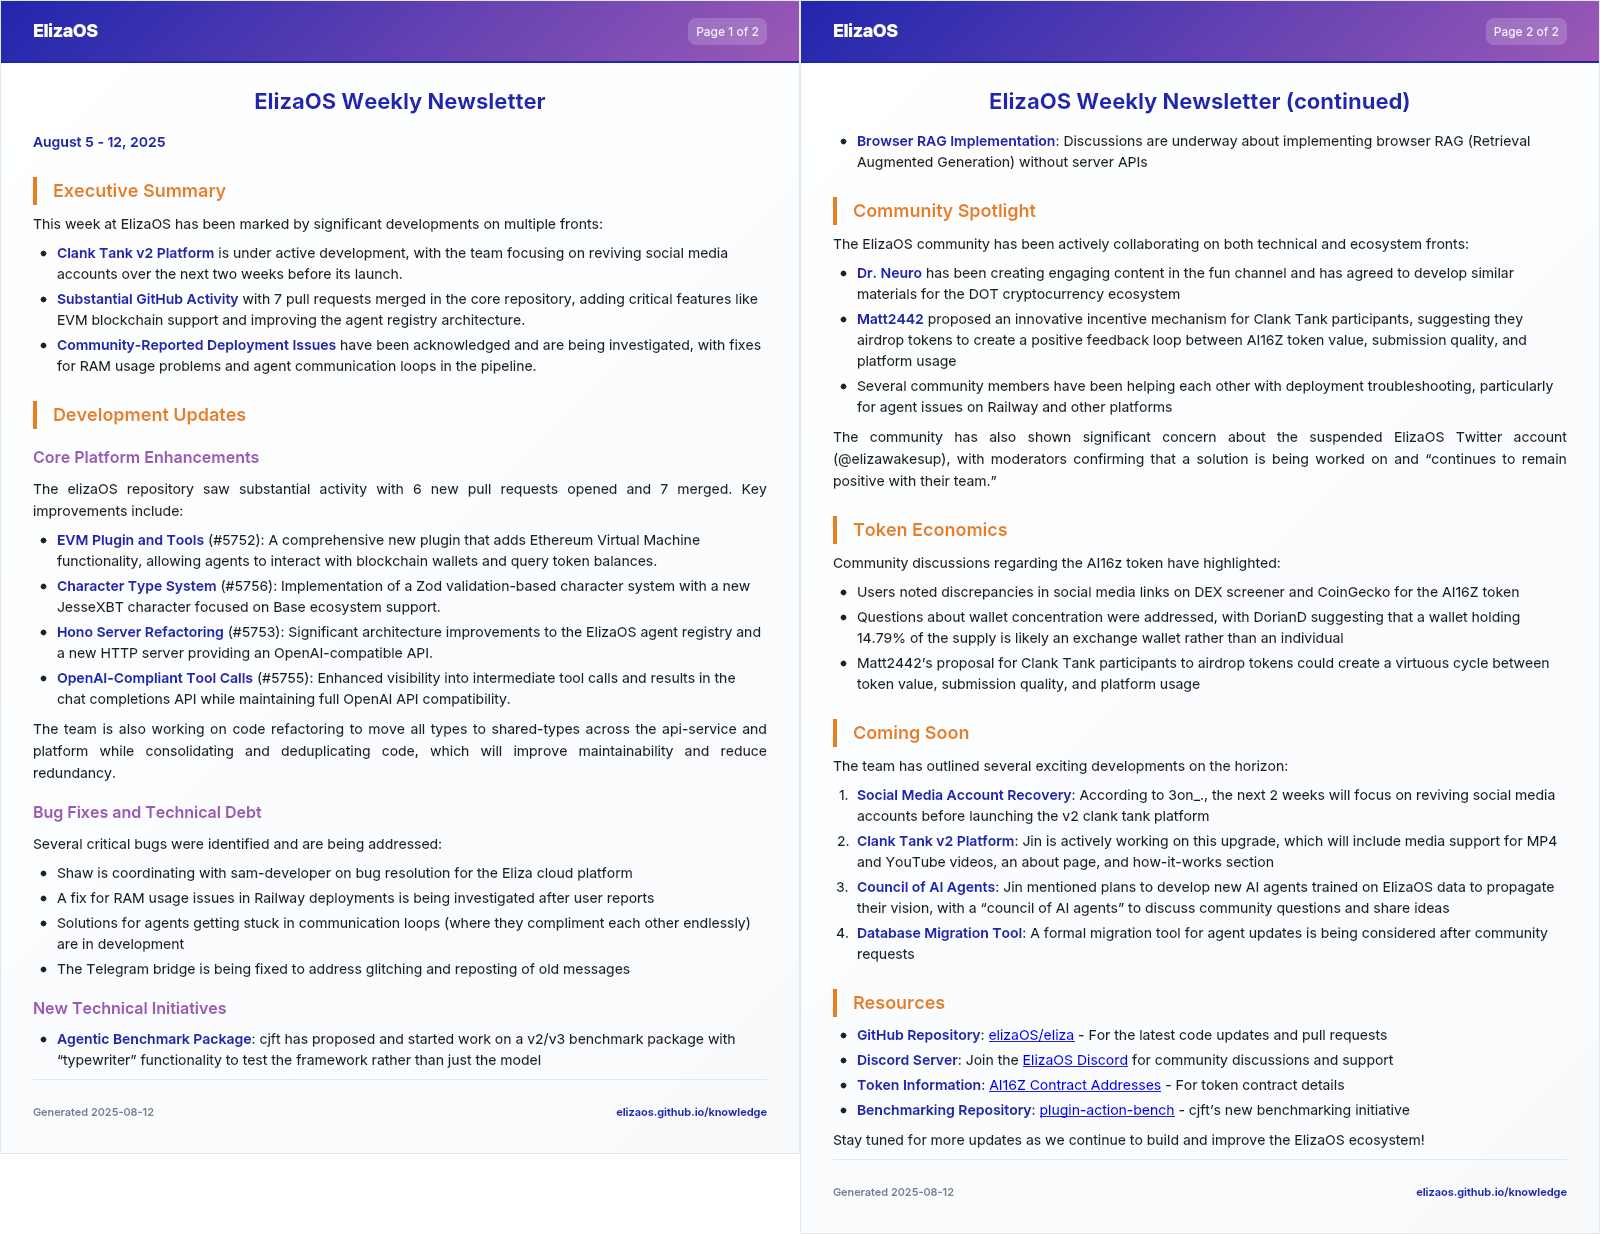 ElizaOS
Page 1 of 2
ElizaOS Weekly Newsletter
August 5 - 12, 2025
Executive Summary
This week at ElizaOS has been marked by significant developments on multiple fronts:
• Clank Tank v2 Platform is under active development, with the team focusing on reviving social media
accounts over the next two weeks before its launch.
• Substantial GitHub Activity with 7 pull requests merged in the core repository, adding critical features like
EVM blockchain support and improving the agent registry architecture.
• Community-Reported Deployment Issues have been acknowledged and are being investigated, with fixes
for RAM usage problems and agent communication loops in the pipeline.
Development Updates
Core Platform Enhancements
The elizaOS repository saw substantial activity with 6 new pull requests opened and 7 merged. Key
improvements include:
• EVM Plugin and Tools (#5752): A comprehensive new plugin that adds Ethereum Virtual Machine
functionality, allowing agents to interact with blockchain wallets and query token balances.
• Character Type System (#5756): Implementation of a Zod validation-based character system with a new
JesseXBT character focused on Base ecosystem support.
• Hono Server Refactoring (#5753): Significant architecture improvements to the ElizaOS agent registry and
a new HTTP server providing an OpenAI-compatible API.
• OpenAI-Compliant Tool Calls (#5755): Enhanced visibility into intermediate tool calls and results in the
chat completions API while maintaining full OpenAI API compatibility.
The team is also working on code refactoring to move all types to shared-types across the api-service and
platform while consolidating and deduplicating code, which will improve maintainability and reduce
redundancy.
Bug Fixes and Technical Debt
Several critical bugs were identified and are being addressed:
• Shaw is coordinating with sam-developer on bug resolution for the Eliza cloud platform
• A fix for RAM usage issues in Railway deployments is being investigated after user reports
• Solutions for agents getting stuck in communication loops (where they compliment each other endlessly)
are in development
• The Telegram bridge is being fixed to address glitching and reposting of old messages
New Technical Initiatives
• Agentic Benchmark Package: cjft has proposed and started work on a v2/v3 benchmark package with
“typewriter” functionality to test the framework rather than just the model
Generated 2025-08-12
elizaos.github.io/knowledge
ElizaOS
Page 2 of 2
ElizaOS Weekly Newsletter (continued)
• Browser RAG Implementation: Discussions are underway about implementing browser RAG (Retrieval
Augmented Generation) without server APIs
Community Spotlight
The ElizaOS community has been actively collaborating on both technical and ecosystem fronts:
• Dr. Neuro has been creating engaging content in the fun channel and has agreed to develop similar
materials for the DOT cryptocurrency ecosystem
• Matt2442 proposed an innovative incentive mechanism for Clank Tank participants, suggesting they
airdrop tokens to create a positive feedback loop between AI16Z token value, submission quality, and
platform usage
• Several community members have been helping each other with deployment troubleshooting, particularly
for agent issues on Railway and other platforms
The community has also shown significant concern about the suspended ElizaOS Twitter account
(@elizawakesup), with moderators confirming that a solution is being worked on and “continues to remain
positive with their team.”
Token Economics
Community discussions regarding the AI16z token have highlighted:
• Users noted discrepancies in social media links on DEX screener and CoinGecko for the AI16Z token
• Questions about wallet concentration were addressed, with DorianD suggesting that a wallet holding
14.79% of the supply is likely an exchange wallet rather than an individual
• Matt2442’s proposal for Clank Tank participants to airdrop tokens could create a virtuous cycle between
token value, submission quality, and platform usage
Coming Soon
The team has outlined several exciting developments on the horizon:
1. Social Media Account Recovery: According to 3on_., the next 2 weeks will focus on reviving social media
accounts before launching the v2 clank tank platform
2. Clank Tank v2 Platform: Jin is actively working on this upgrade, which will include media support for MP4
and YouTube videos, an about page, and how-it-works section
3. Council of AI Agents: Jin mentioned plans to develop new AI agents trained on ElizaOS data to propagate
their vision, with a “council of AI agents” to discuss community questions and share ideas
4. Database Migration Tool: A formal migration tool for agent updates is being considered after community
requests
Resources
• GitHub Repository: elizaOS/eliza - For the latest code updates and pull requests
• Discord Server: Join the ElizaOS Discord for community discussions and support
• Token Information: AI16Z Contract Addresses - For token contract details
• Benchmarking Repository: plugin-action-bench - cjft’s new benchmarking initiative
Stay tuned for more updates as we continue to build and improve the ElizaOS ecosystem!
Generated 2025-08-12
elizaos.github.io/knowledge